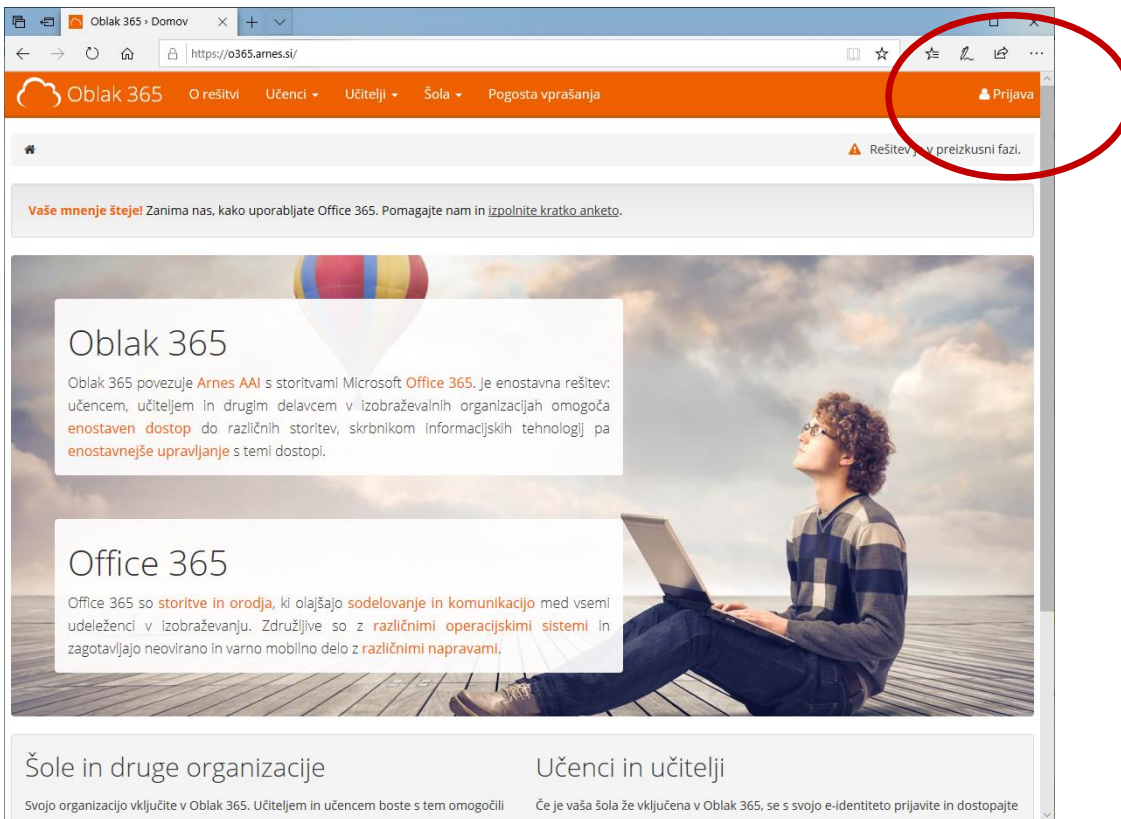 Oblak 365 › Domov
https://o365.arnes.si/
Oblak 365 O rešitvi Učenci Učitelji Šola Pogosta vprašanja Prijava
Rešitev je v preizkusni fazi.
Vaše mnenje šteje! Zanima nas, kako uporabljate Office 365. Pomagajte nam in izpolnite kratko anketo.
Oblak 365
Oblak 365 povezuje Arnes AAI s storitvami Microsoft Office 365. Je enostavna rešitev:
učencem, učiteljem in drugim delavcem v izobraževalnih organizacijah omogoča
enostaven dostop do različnih storitev, skrbnikom informacijskih tehnologij pa
enostavnejše upravljanje s temi dostopi.
Office 365
Office 365 so storitve in orodja, ki olajšajo sodelovanje in komunikacijo med vsemi
udeleženci v izobraževanju. Združljive so z različnimi operacijskimi sistemi in
zagotavljajo neovirano in varno mobilno delo z različnimi napravami.
Šole in druge organizacije
Svojo organizacijo vključite v Oblak 365. Učiteljem in učencem boste s tem omogočili
Učenci in učitelji
Če je vaša šola že vključena v Oblak 365, se s svojo e-identiteto prijavite in dostopajte